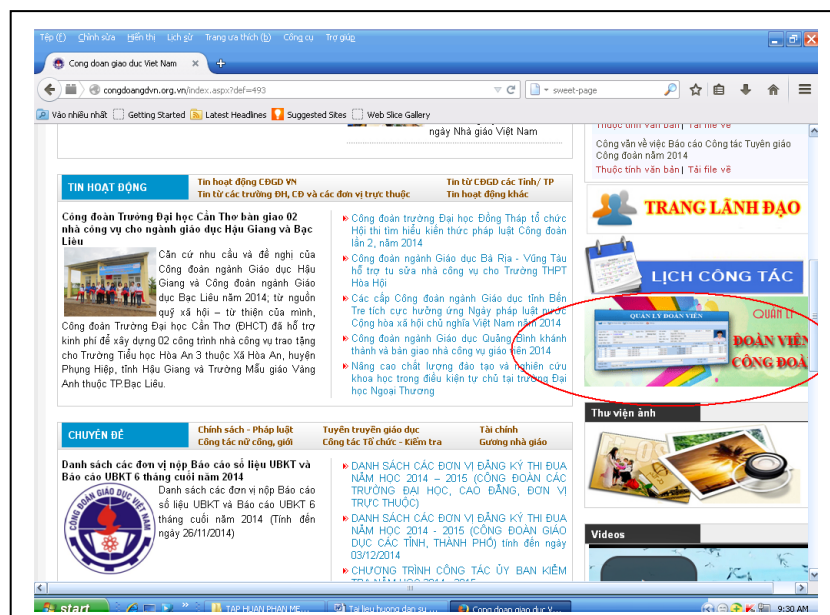 Tệp (F) Chỉnh sửa Hiển thị Lịch sử Trang ưa thích (b) Công cụ Trợ giúp
Cong doan giao duc Viet Nam
congdoangdvn.org.vn/index.aspx?def=493
sweet-page
Vào nhiều nhất Getting Started Latest Headlines Suggested Sites Web Slice Gallery
ngày Nhà giáo Việt Nam
Thuộc tính văn bản| Tải file về
Công văn về việc Báo cáo Công tác Tuyên giáo
Công đoàn năm 2014
Thuộc tính văn bản| Tải file về
TIN HOẠT ĐỘNG
Tin hoạt động CĐGD VN
Tin từ CĐGD các Tỉnh/ TP
Tin từ các trường ĐH, CĐ và các đơn vị trực thuộc
Tin hoạt động khác
Công đoàn Trường Đại học Cần Thơ bàn giao 02
nhà công vụ cho ngành giáo dục Hậu Giang và Bạc
Liêu
Căn cứ nhu cầu và đề nghị của
Công đoàn ngành Giáo dục Hậu
Giang và Công đoàn ngành Giáo
dục Bạc Liêu năm 2014; từ nguồn
quỹ xã hội – từ thiện của mình,
Công đoàn Trường Đại học Cần Thơ (ĐHCT) đã hỗ trợ
kinh phí để xây dựng 02 công trình nhà công vụ trao tặng
cho Trường Tiểu học Hòa An 3 thuộc Xã Hòa An, huyện
Phụng Hiệp, tỉnh Hậu Giang và Trường Mẫu giáo Vàng
Anh thuộc TP.Bạc Liêu.
Công đoàn trường Đại học Đồng Tháp tổ chức
Hội thi tìm hiểu kiến thức pháp luật Công đoàn
lần 2, năm 2014
Công đoàn ngành Giáo dục Bà Rịa - Vũng Tàu
hỗ trợ tu sửa nhà công vụ cho Trường THPT
Hòa Hội
Các cấp Công đoàn ngành Giáo dục tỉnh Bến
Tre tích cực hưởng ứng Ngày pháp luật nước
Cộng hòa xã hội chủ nghĩa Việt Nam năm 2014
Công đoàn ngành Giáo dục Quảng Bình khánh
thành và bàn giao nhà công vụ giáo viên 2014
Nâng cao chất lượng đào tạo và nghiên cứu
khoa học trong điều kiện tự chủ tại trường Đại
học Ngoại Thương
TRANG LÃNH ĐẠO
LỊCH CÔNG TÁC
QUẢN LÝ ĐOÀN VIÊN
QUẢN LÍ
ĐOÀN VIÊN
CÔNG ĐOÀ
Thư viện ảnh
Videos
CHUYÊN ĐỀ
Chính sách - Pháp luật Tuyên truyền giáo dục Tài chính
Công tác nữ công, giới Công tác Tổ chức - Kiểm tra Gương nhà giáo
Danh sách các đơn vị nộp Báo cáo số liệu UBKT và
Báo cáo UBKT 6 tháng cuối năm 2014
CÔNG ĐOÀN GIÁO DỤC VIỆT NAM
Danh sách các đơn vị nộp Báo cáo
số liệu UBKT và Báo cáo UBKT 6
tháng cuối năm 2014 (Tính đến
ngày 26/11/2014)
DANH SÁCH CÁC ĐƠN VỊ ĐĂNG KÝ THI ĐUA
NĂM HỌC 2014 – 2015 (CÔNG ĐOÀN CÁC
TRƯỜNG ĐẠI HỌC, CAO ĐẲNG, ĐƠN VỊ
TRỰC THUỘC)
DANH SÁCH CÁC ĐƠN VỊ ĐĂNG KÝ THI ĐUA
NĂM HỌC 2014 - 2015 (CÔNG ĐOÀN GIÁO
DỤC CÁC TỈNH, THÀNH PHỐ) tính đến ngày
03/12/2014
CHƯƠNG TRÌNH CÔNG TÁC ỦY BAN KIỂM
TRA NĂM HỌC 2014 - 2015
start
TAP HUAN PHAN ME...
Tai lieu huong dan su ...
Cong doan giao duc V...
9:30 AM